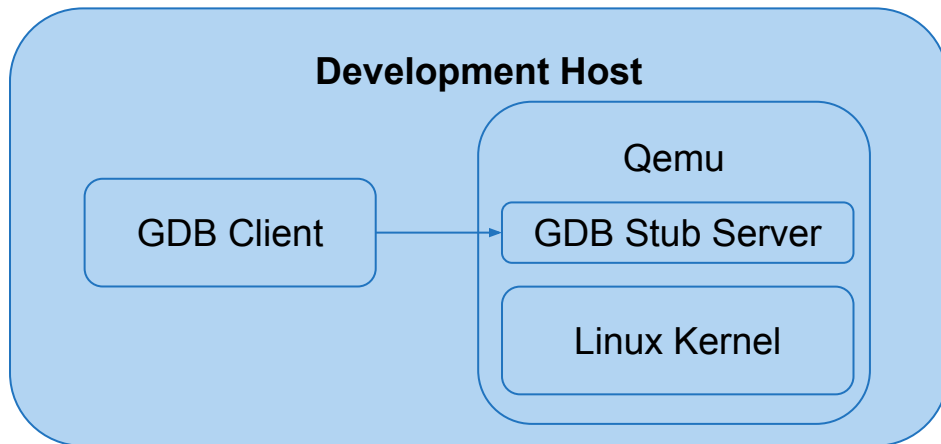 Development Host
Qemu
GDB Client
GDB Stub Server
Linux Kernel